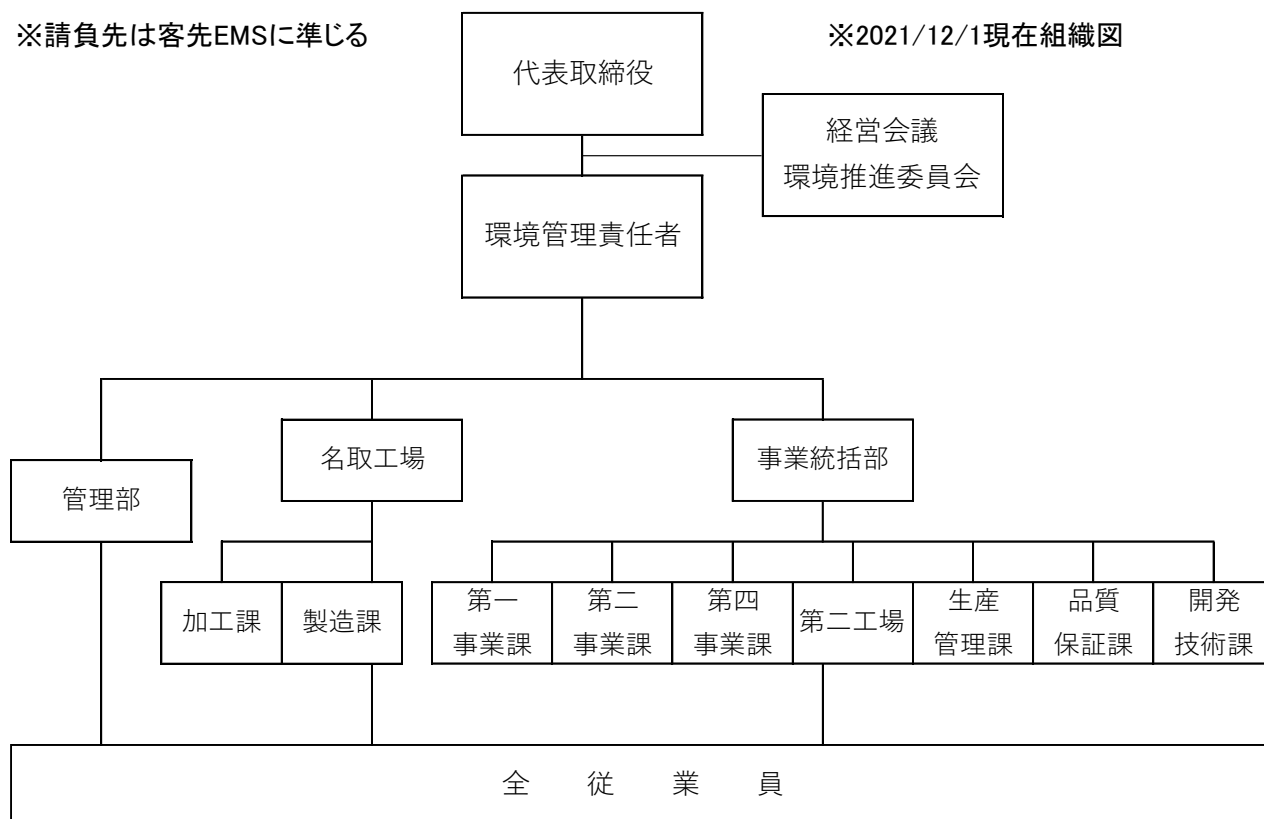 ※請負先は客先EMSに準じる
※2021/12/1現在組織図
代表取締役
経営会議
環境推進委員会
環境管理責任者
名取工場
事業統括部
管理部
加工課
製造課
第一
事業課
第二
事業課
第四
事業課
第二工場
生産
管理課
品質
保証課
開発
技術課
全 従 業 員